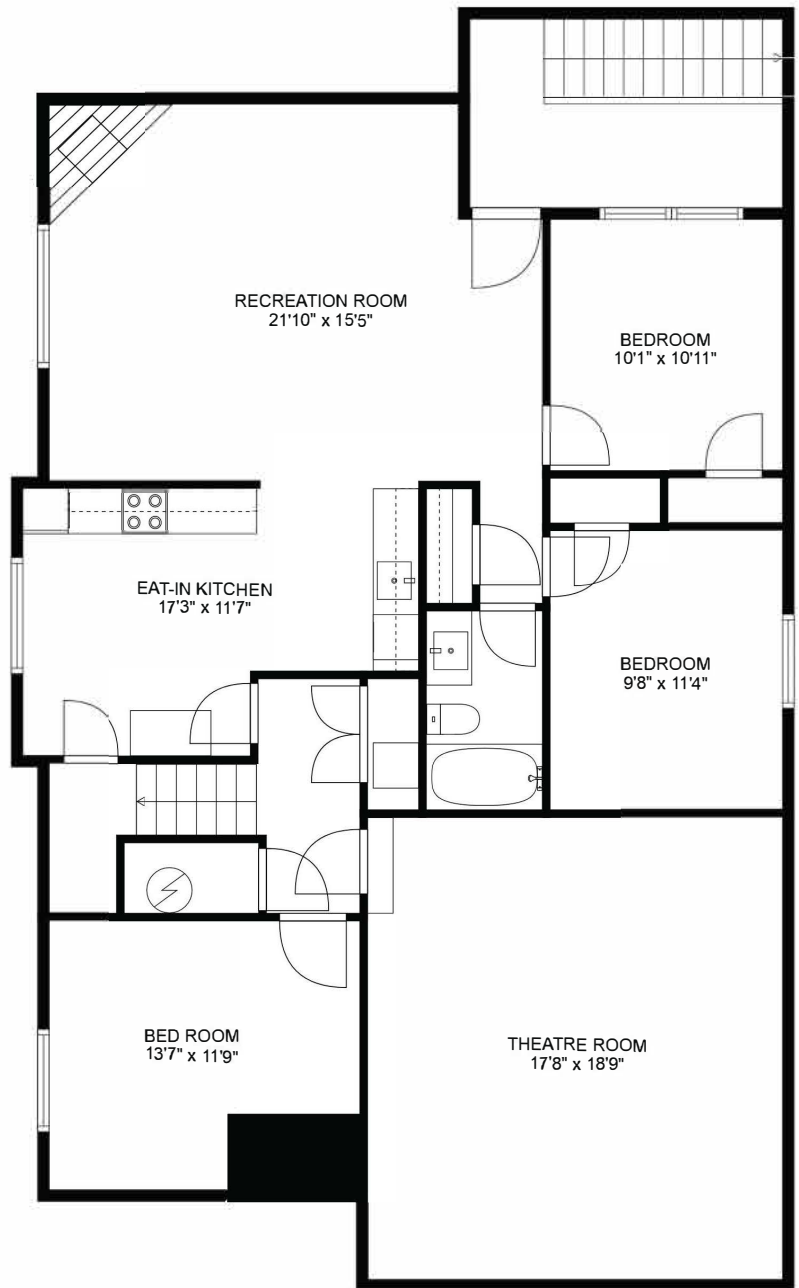 RECREATION ROOM
21'10" x 15'5"
BEDROOM
10'1" x 10'11"
EAT-IN KITCHEN
17'3" x 11'7"
BEDROOM
9'8" x 11'4"
BED ROOM
13'7" x 11'9"
THEATRE ROOM
17'8" x 18'9"